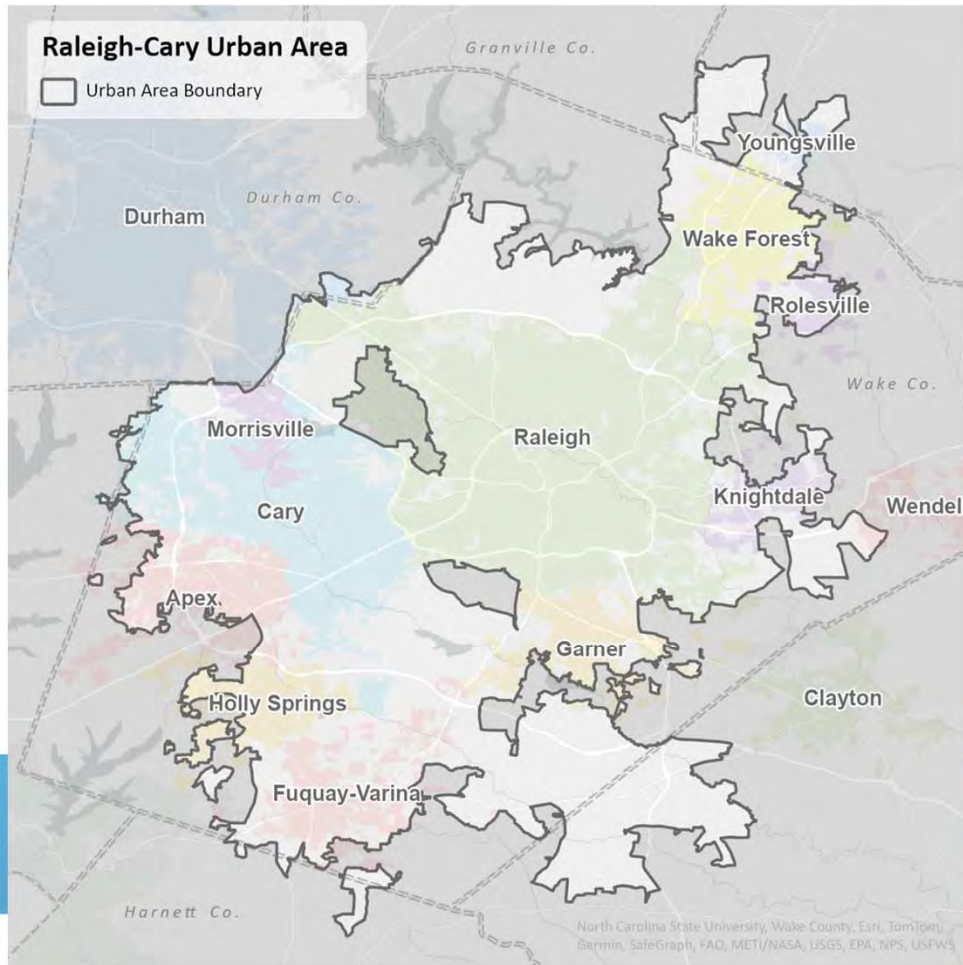 Raleigh-Cary Urban Area
Urban Area Boundary
Granville Co.
Youngsville
Durham Co.
Durham
Wake Forest
Rolesville
Wake Co.
Morrisville
Raleigh
Cary
Knightdale
Wendel
Apex
Garner
Holly Springs
Clayton
Fuquay-Varina
Harnett Co.
North Carolina State University, Wake County, Esri, TomTom,
Garmin, SafeGraph, FAO, METI/NASA, USGS, EPA, NPS, USFWS